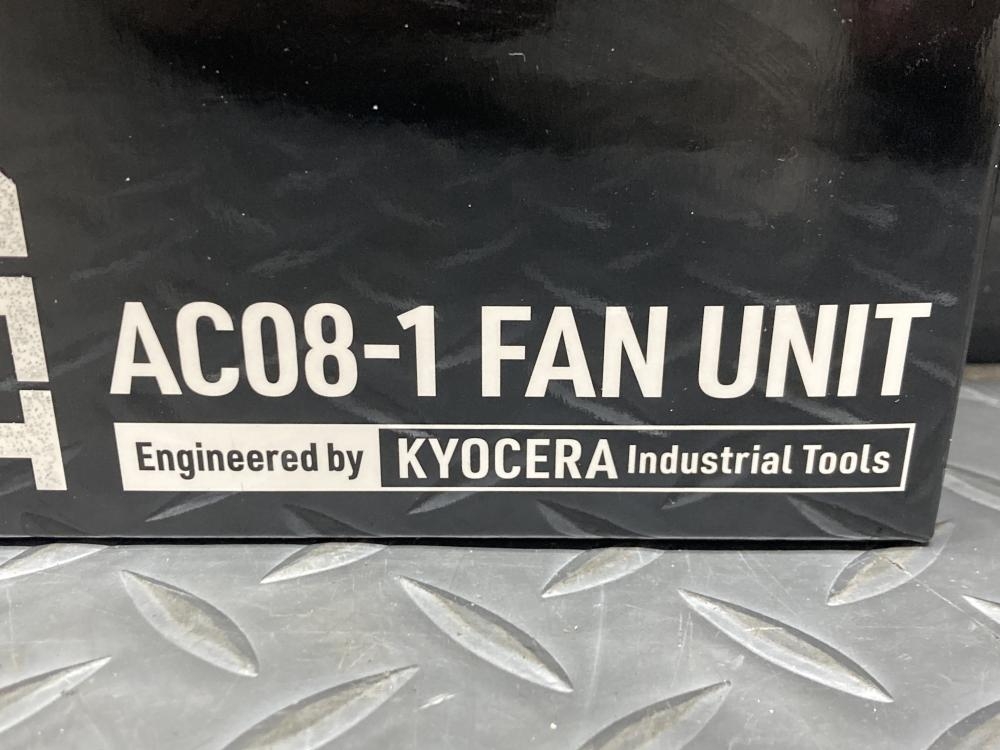 AC08-1 FAN UNIT
Engineered by KYOCERA Industrial Tools